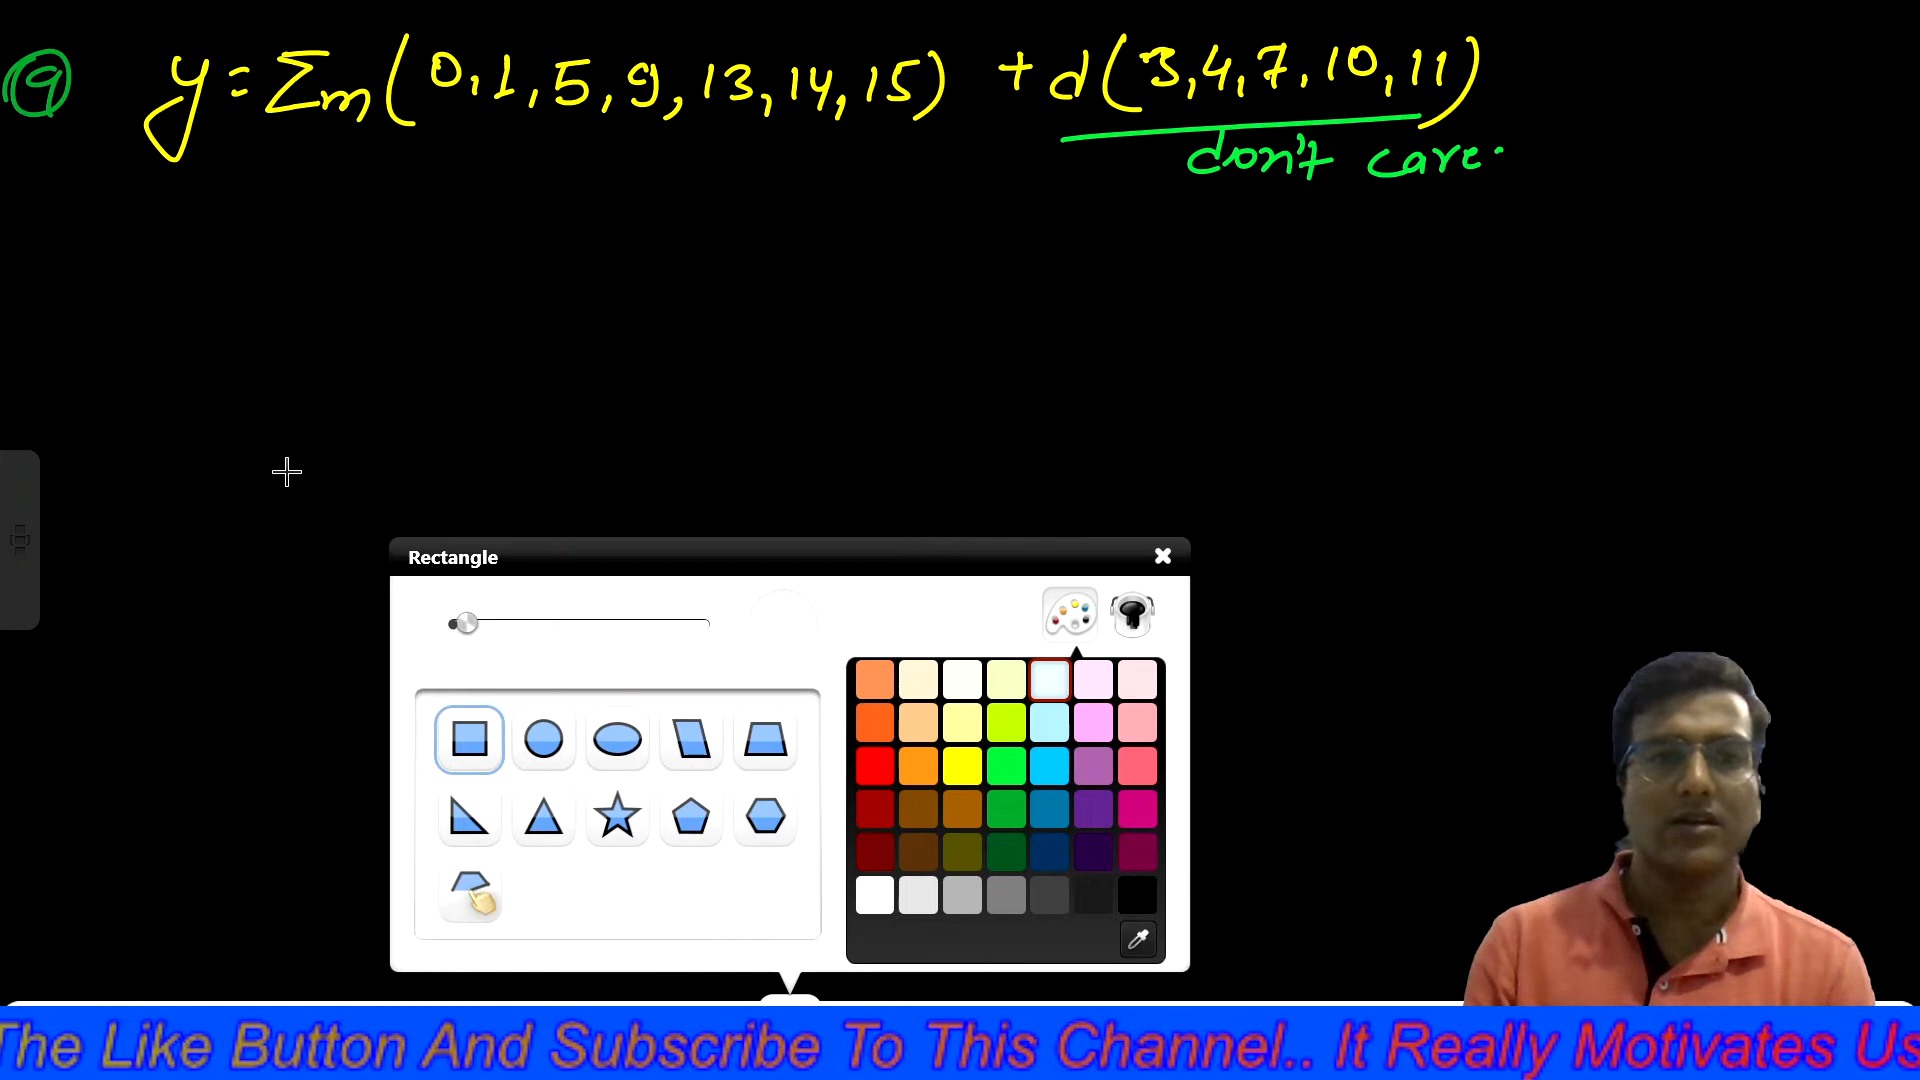 9 y = Σm(0,1,5,9,13,14,15) + d(3,4,7,10,11)
don't care.
Rectangle
The Like Button And Subscribe To This Channel.. It Really Motivates Us